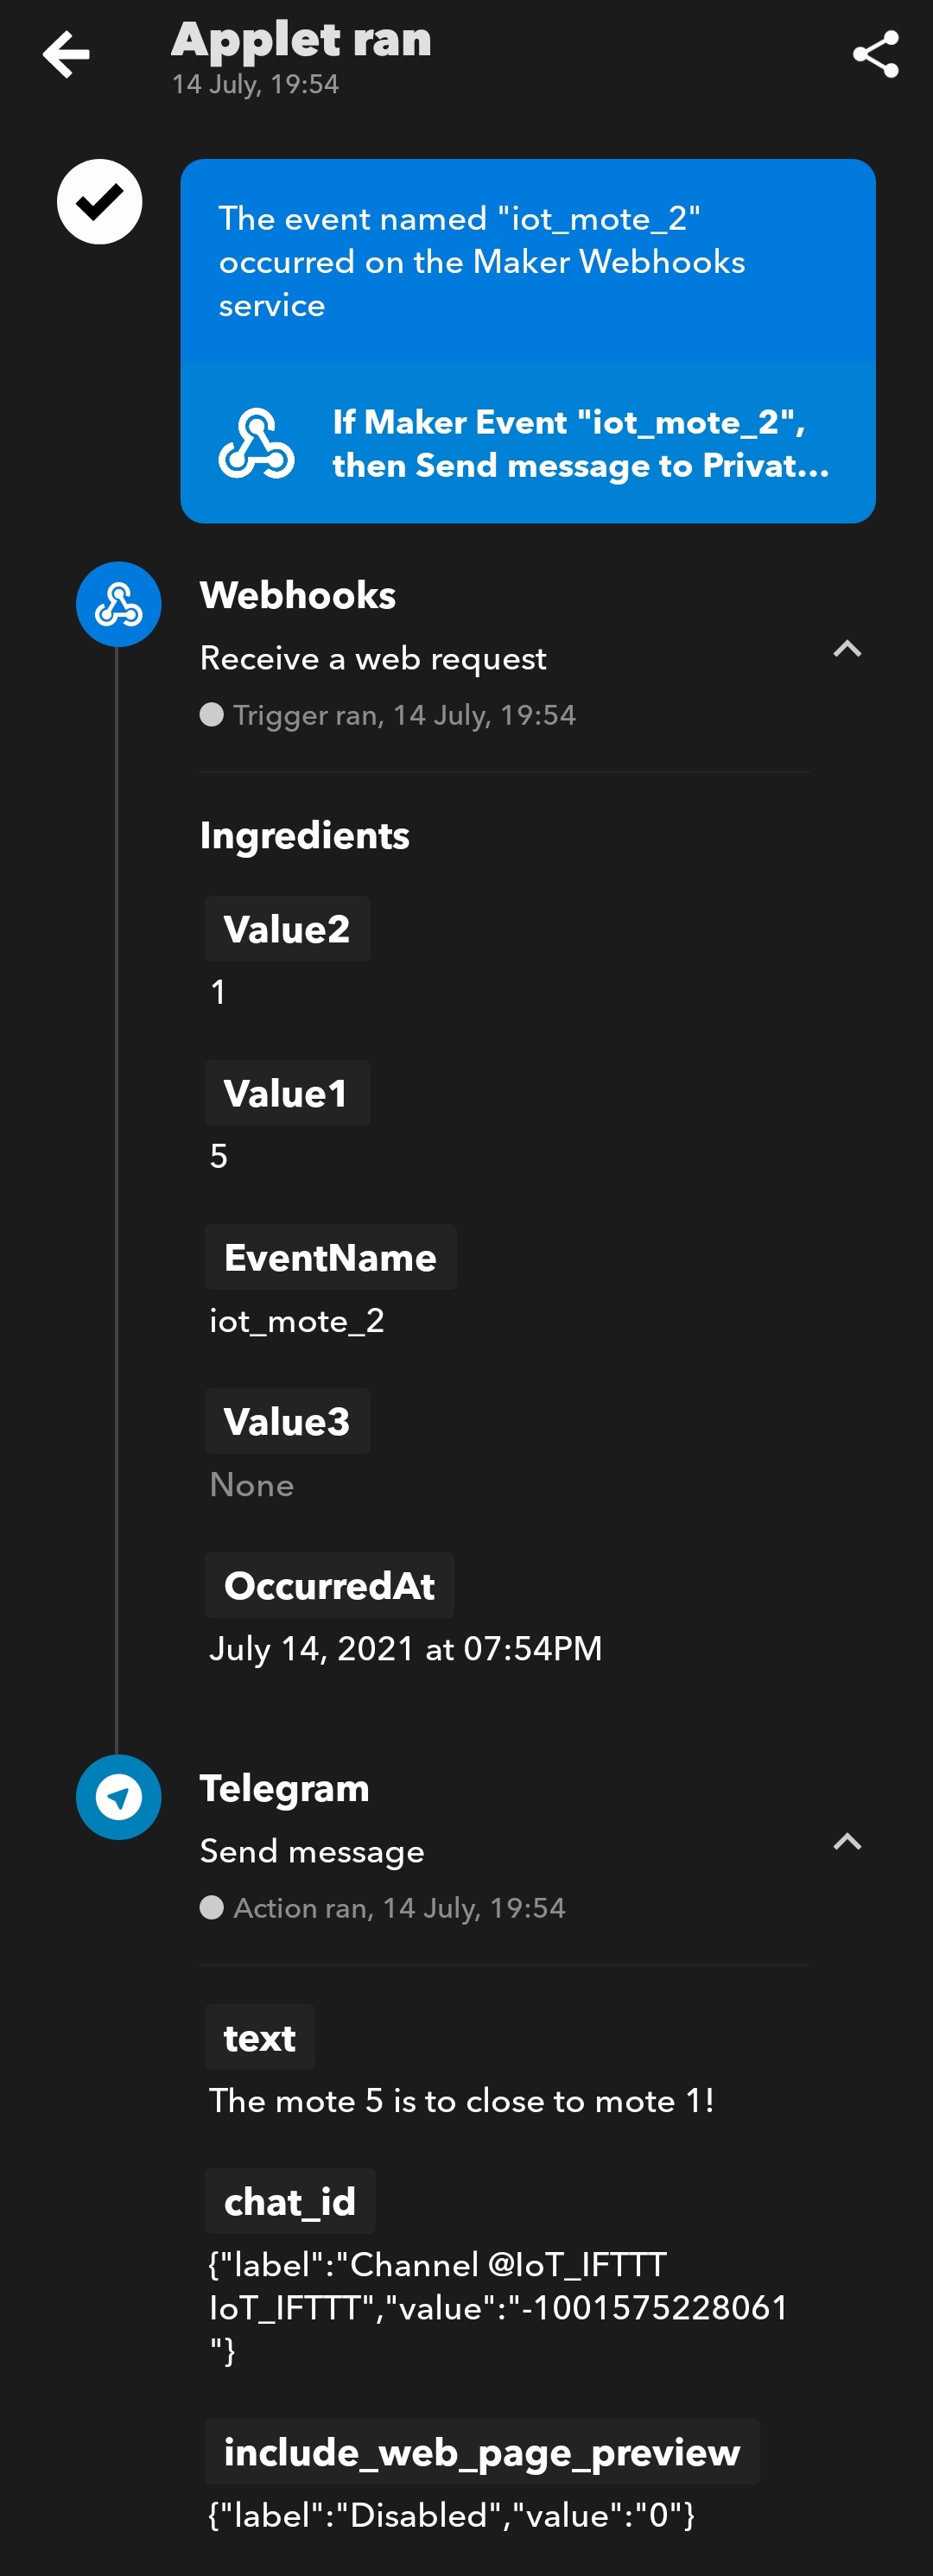 Applet ran
14 July, 19:54
The event named "iot_mote_2"
occurred on the Maker Webhooks
service
If Maker Event "iot_mote_2",
then Send message to Privat...
Webhooks
Receive a web request
Trigger ran, 14 July, 19:54
Ingredients
Value2
1
Value1
5
EventName
iot_mote_2
Value3
None
OccurredAt
July 14, 2021 at 07:54PM
Telegram
Send message
Action ran, 14 July, 19:54
text
The mote 5 is to close to mote 1!
chat_id
{"label":"Channel @IoT_IFTTT
IoT_IFTTT","value":"-1001575228061
"}
include_web_page_preview
{"label":"Disabled","value":"0"}